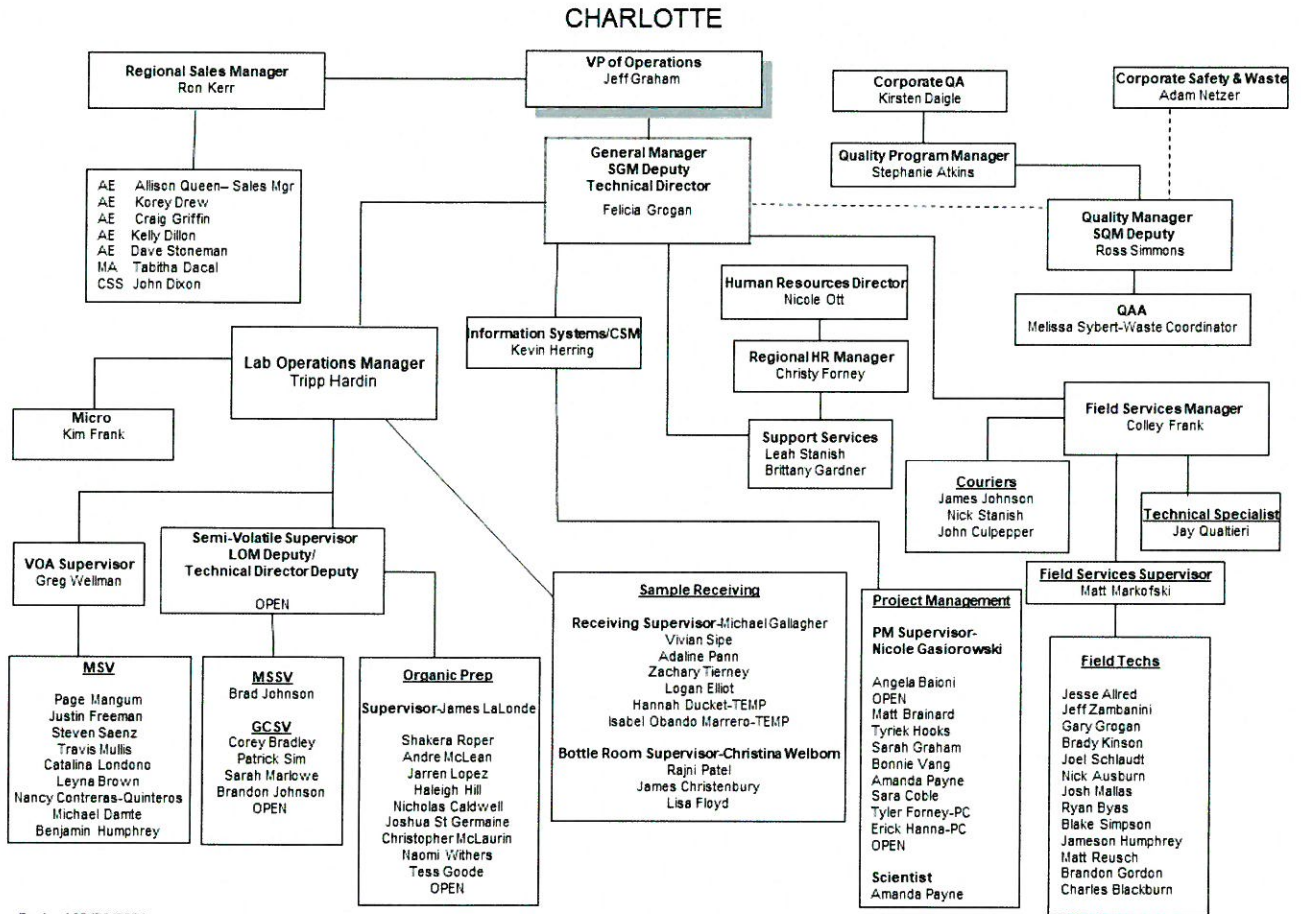 CHARLOTTE
Regional Sales Manager
Ron Kerr
VP of Operations
Jeff Graham
Corporate QA
Kirsten Daigle
Corporate Safety & Waste
Adam Netzer
General Manager
SGM Deputy
Technical Director
Felicia Grogan
Quality Program Manager
Stephanie Atkins
AE Allison Queen– Sales Mgr
AE Korey Drew
AE Craig Griffin
AE Kelly Dillon
AE Dave Stoneman
MA Tabitha Dacal
CSS John Dixon
Quality Manager
SQM Deputy
Ross Simmons
Human Resources Director
Nicole Ott
QAA
Melissa Sybert-Waste Coordinator
Information Systems/CSM
Kevin Herring
Lab Operations Manager
Tripp Hardin
Regional HR Manager
Christy Forney
Field Services Manager
Colley Frank
Micro
Kim Frank
Support Services
Leah Stanish
Brittany Gardner
Couriers
James Johnson
Nick Stanish
John Culpepper
Technical Specialist
Jay Qualtieri
VOA Supervisor
Greg Wellman
Semi-Volatile Supervisor
LOM Deputy/
Technical Director Deputy
OPEN
Field Services Supervisor
Matt Markofski
MSV
Page Mangum
Justin Freeman
Steven Saenz
Travis Mullis
Catalina Londono
Leyna Brown
Nancy Contreras-Quinteros
Michael Damte
Benjamin Humphrey
MSSV
Brad Johnson
GCSV
Corey Bradley
Patrick Sim
Sarah Marlowe
Brandon Johnson
OPEN
Organic Prep
Supervisor-James LaLonde
Shakera Roper
Andre McLean
Jarren Lopez
Haleigh Hill
Nicholas Caldwell
Joshua St Germaine
Christopher McLaurin
Naomi Withers
Tess Goode
OPEN
Sample Receiving
Receiving Supervisor-Michael Gallagher
Vivian Sipe
Adaline Pann
Zachary Tierney
Logan Elliot
Hannah Ducket-TEMP
Isabel Obando Marrero-TEMP
Bottle Room Supervisor-Christina Welborn
Rajni Patel
James Christenbury
Lisa Floyd
Project Management
PM Supervisor-
Nicole Gasiorowski
Angela Baioni
OPEN
Matt Brainard
Tyriek Hooks
Sarah Graham
Bonnie Vang
Amanda Payne
Sara Coble
Tyler Forney-PC
Erick Hanna-PC
OPEN
Scientist
Amanda Payne
Field Techs
Jesse Allred
Jeff Zambanini
Gary Grogan
Brady Kinson
Joel Schlaudt
Nick Ausburn
Josh Mallas
Ryan Byas
Blake Simpson
Jameson Humphrey
Matt Reusch
Brandon Gordon
Charles Blackburn